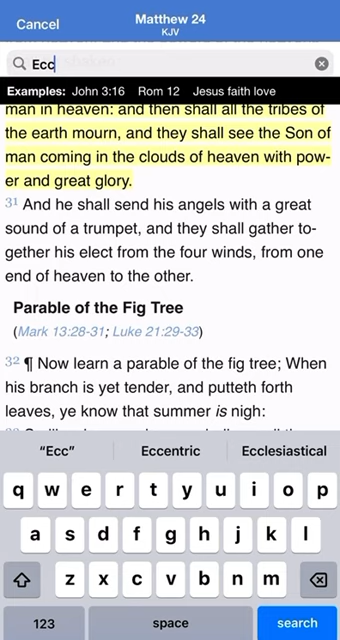 Cancel
Matthew 24
KJV
Ecc
Examples: John 3:16 Rom 12 Jesus faith love
man in heaven: and then shall all the tribes of
the earth mourn, and they shall see the Son of
man coming in the clouds of heaven with pow-
er and great glory.
31 And he shall send his angels with a great
sound of a trumpet, and they shall gather to-
gether his elect from the four winds, from one
end of heaven to the other.
Parable of the Fig Tree
(Mark 13:28-31; Luke 21:29-33)
32 ¶ Now learn a parable of the fig tree; When
his branch is yet tender, and putteth forth
leaves, ye know that summer is nigh:
"Ecc" Eccentric Ecclesiastical
q w e r t y u i o p
a s d f g h j k l
z x c v b n m
123 space search